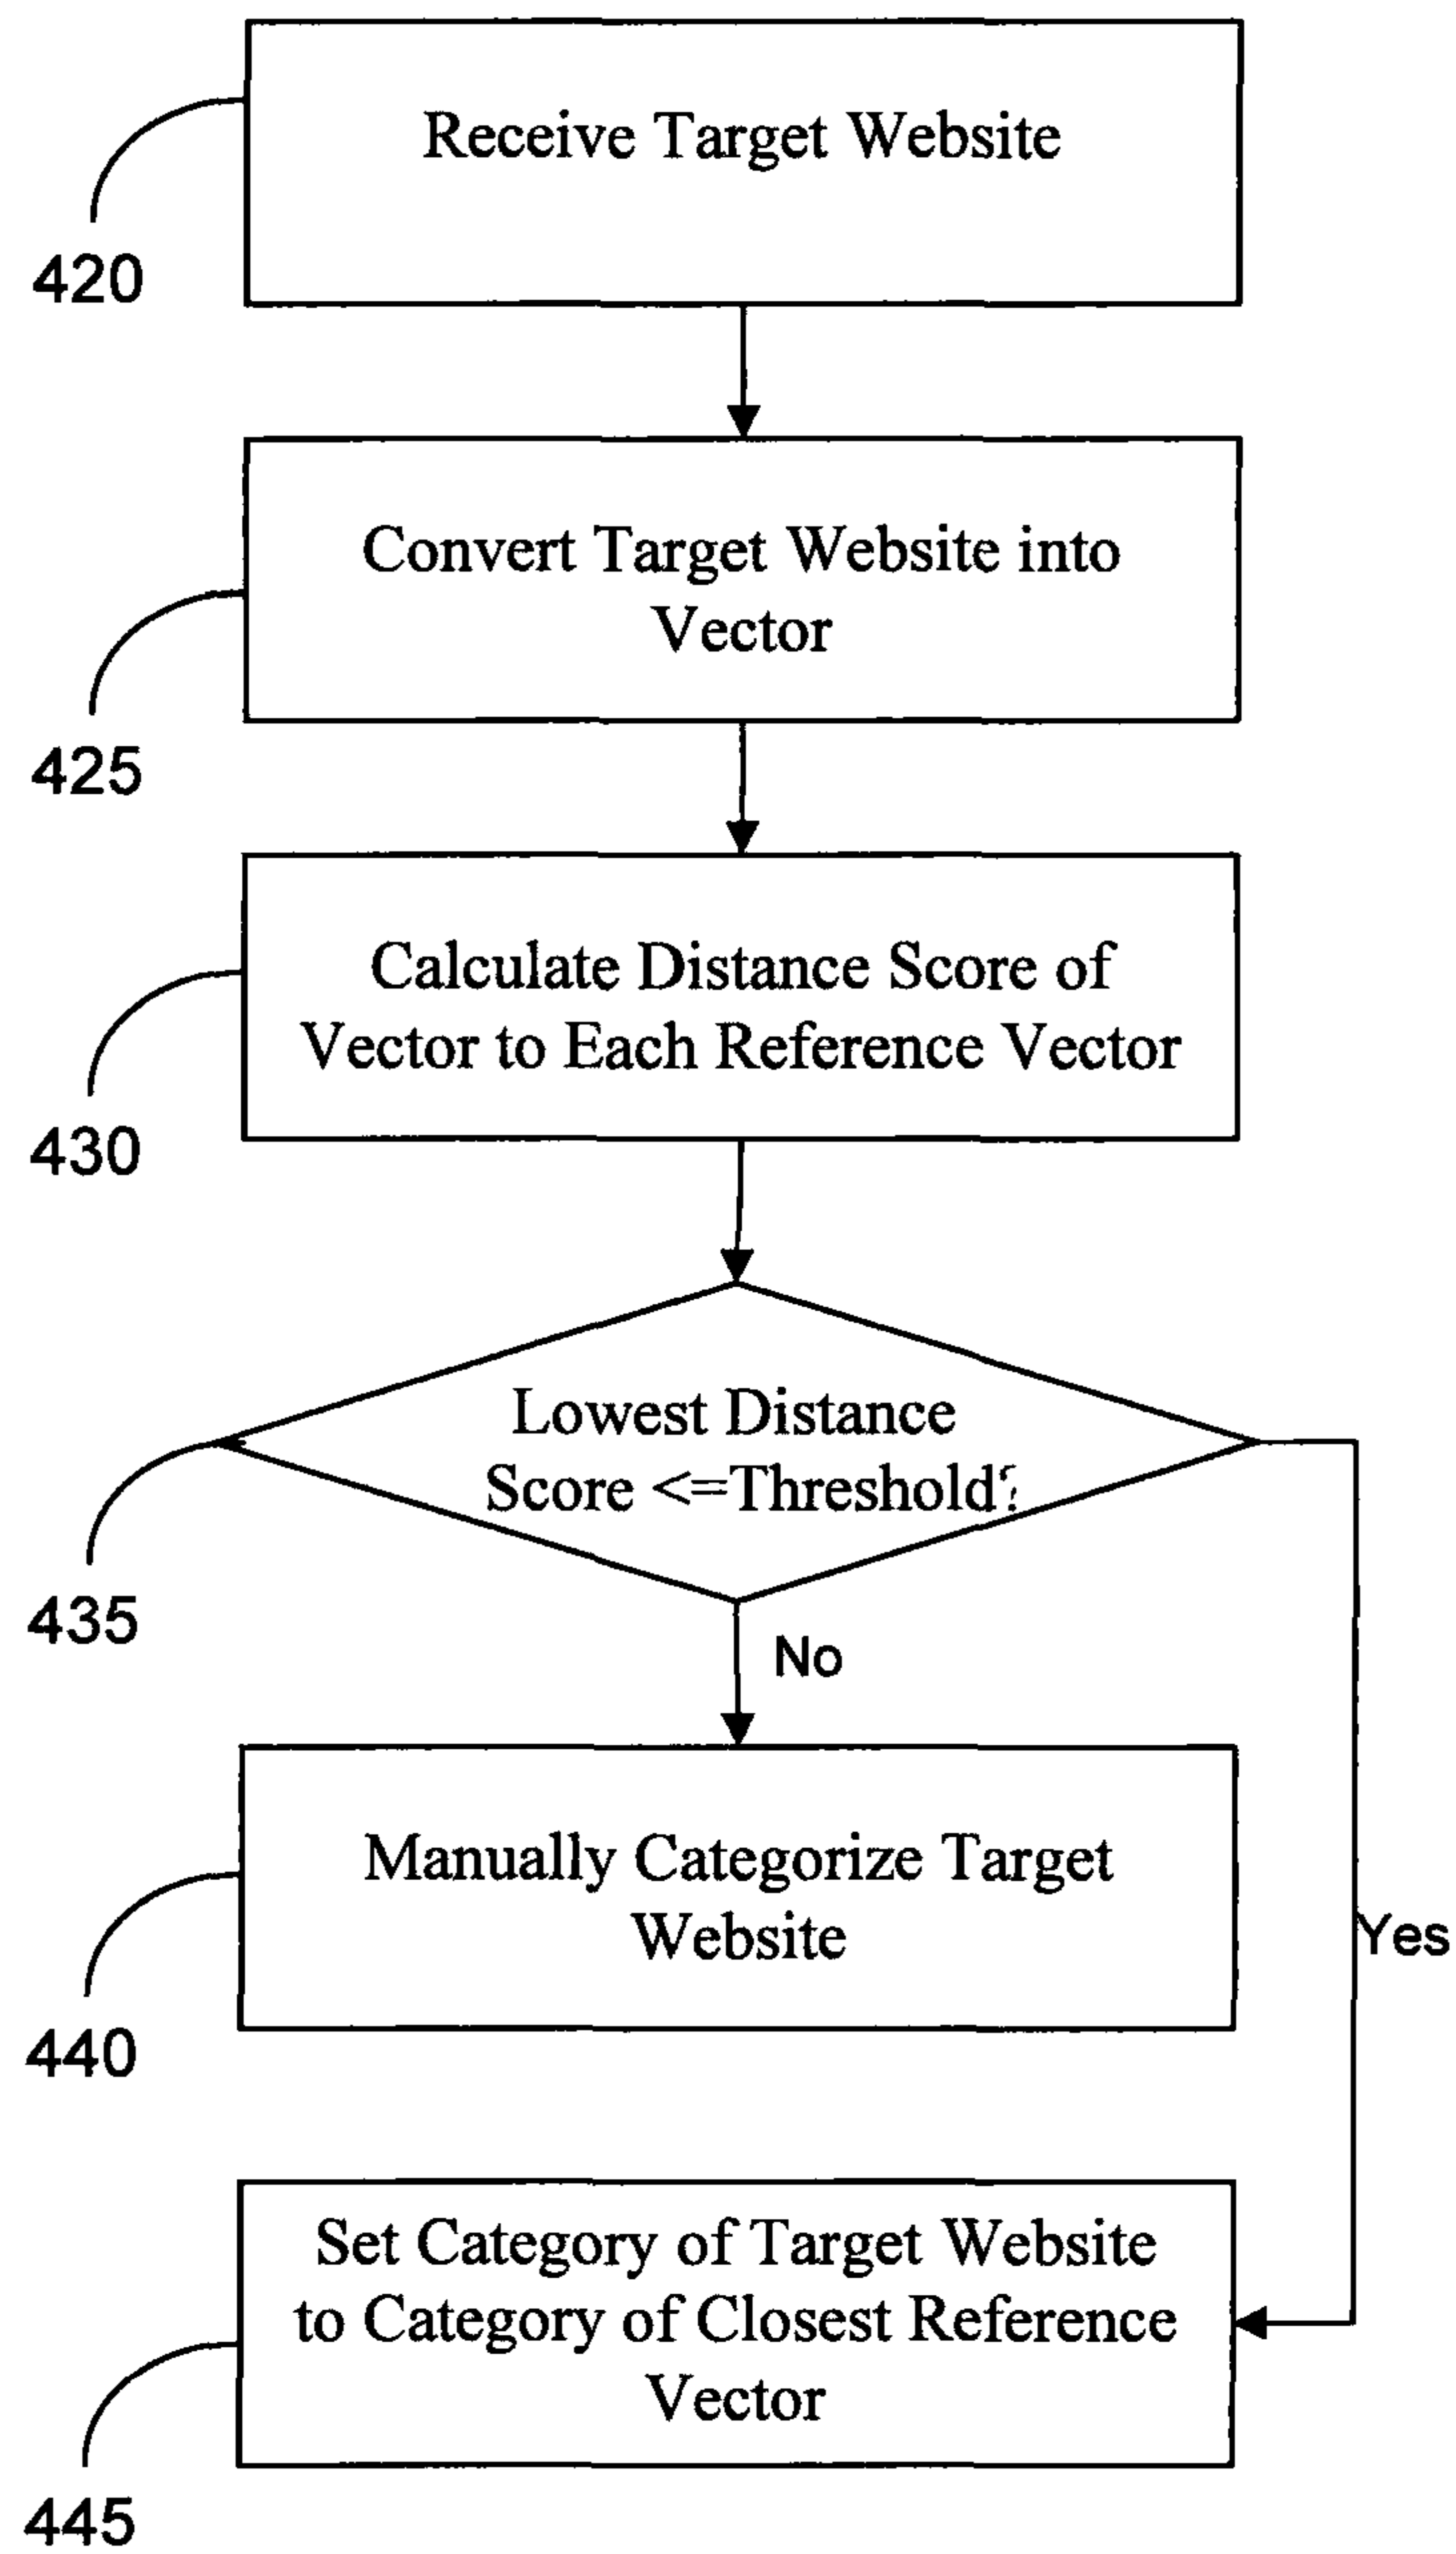 Receive Target Website
420
Convert Target Website into
Vector
425
Calculate Distance Score of
Vector to Each Reference Vector
430
Lowest Distance
Score <=Threshold?
435
No
Manually Categorize Target
Website
Yes
440
Set Category of Target Website
to Category of Closest Reference
Vector
445